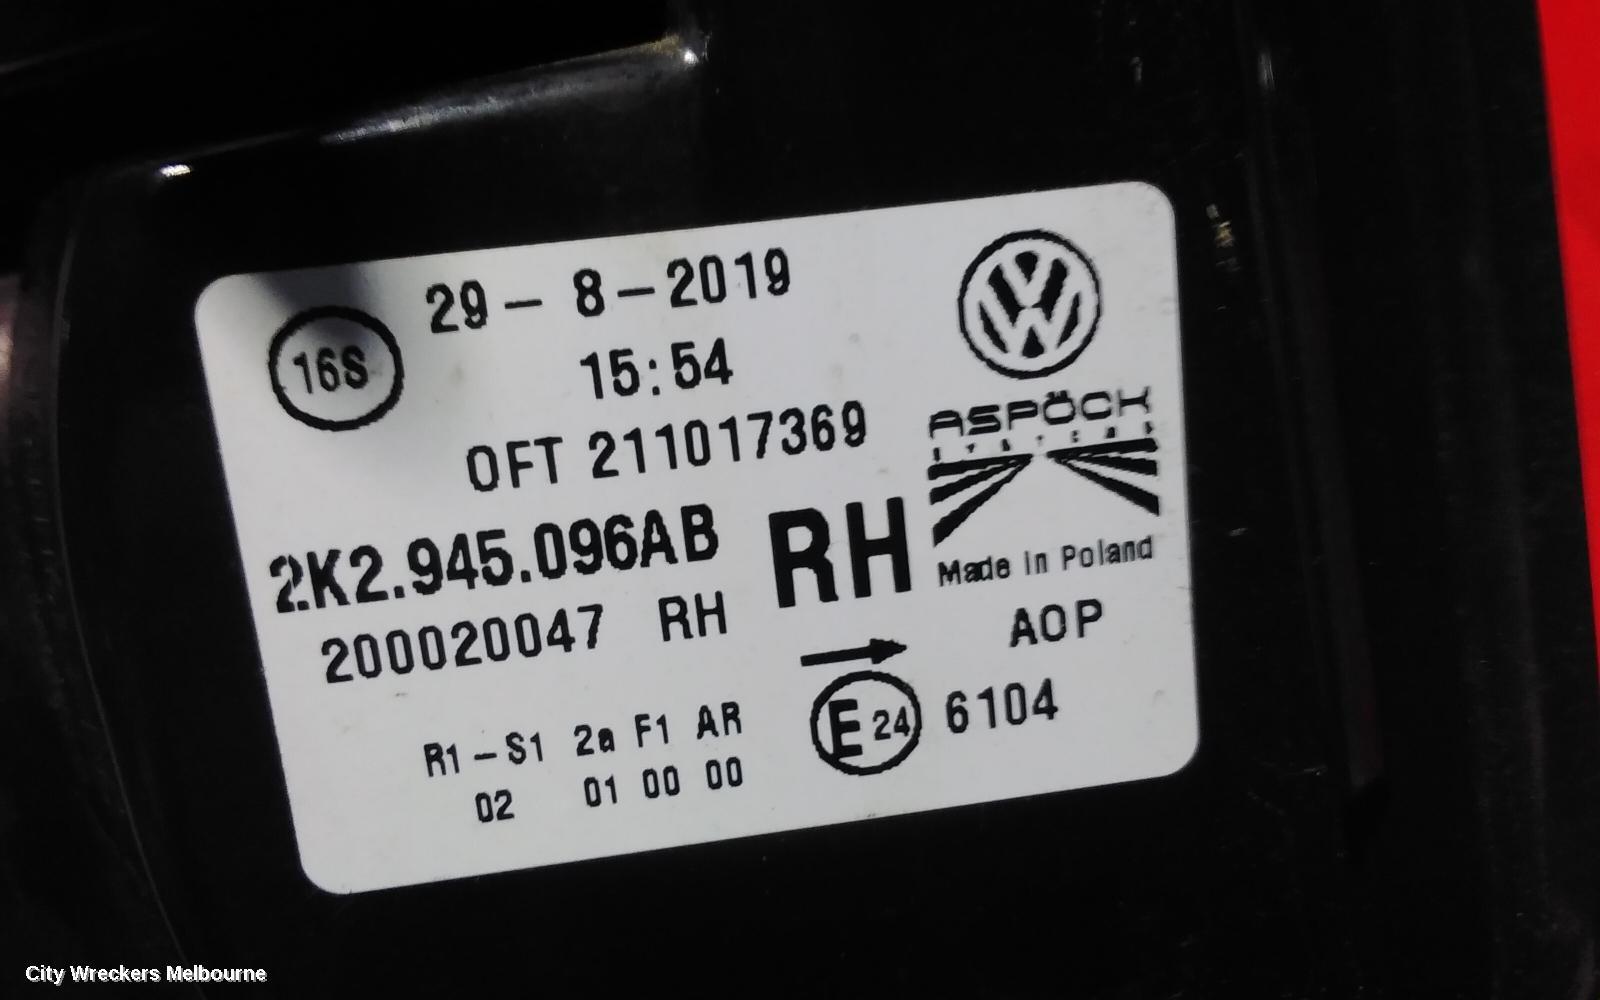 16S
29 - 8 - 2019
15:54
OFT 211017369
2K2.945.096AB RH
200020047 RH
ASPÖCK
SYSTEMS
Made in Poland
AOP
R1-S1 2a F1 AR
02 01 00 00
E24 6104
City Wreckers Melbourne